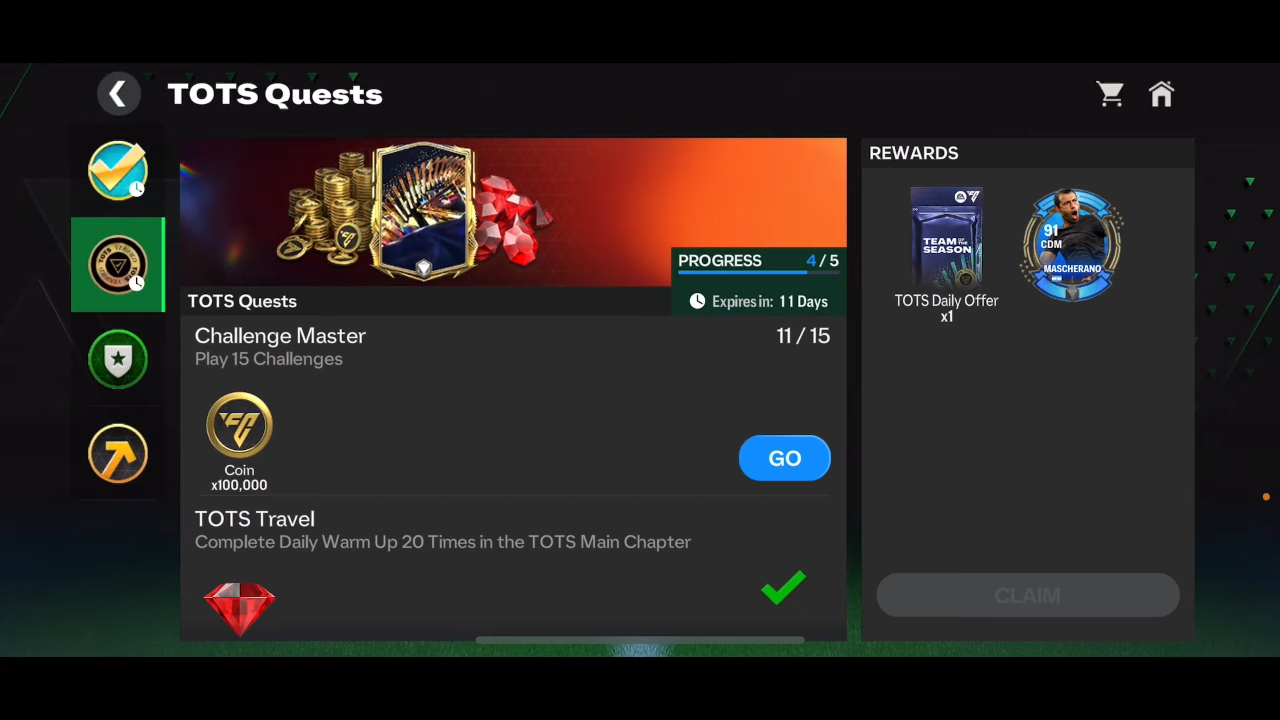 TOTS Quests
REWARDS
TEAM OF THE
SEASON
91
CDM
MASCHERANO
PROGRESS 4 / 5
TOTS Daily Offer
x1
TOTS Quests
Expires in: 11 Days
Challenge Master 11 / 15
Play 15 Challenges
Coin
x100,000
GO
TOTS Travel
Complete Daily Warm Up 20 Times in the TOTS Main Chapter
CLAIM